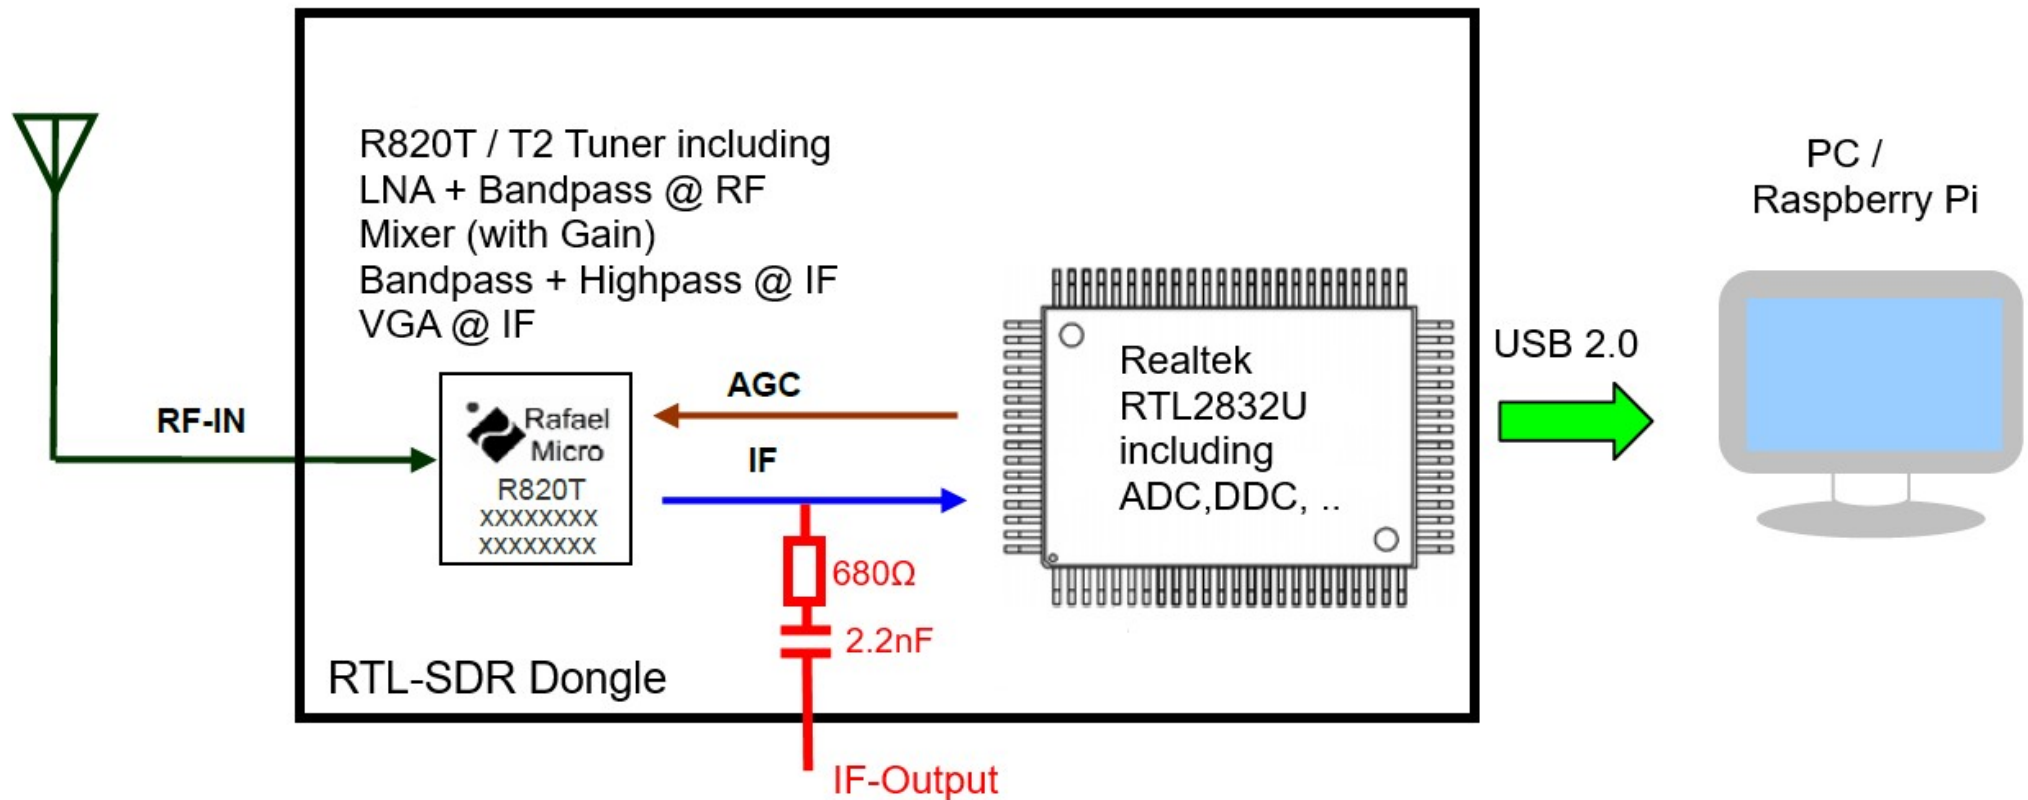 R820T / T2 Tuner including
LNA + Bandpass @ RF
Mixer (with Gain)
Bandpass + Highpass @ IF
VGA @ IF
RF-IN
Rafael
Micro
R820T
XXXXXXXX
XXXXXXXX
AGC
IF
680Ω
2.2nF
IF-Output
RTL-SDR Dongle
Realtek
RTL2832U
including
ADC,DDC, ..
USB 2.0
PC /
Raspberry Pi